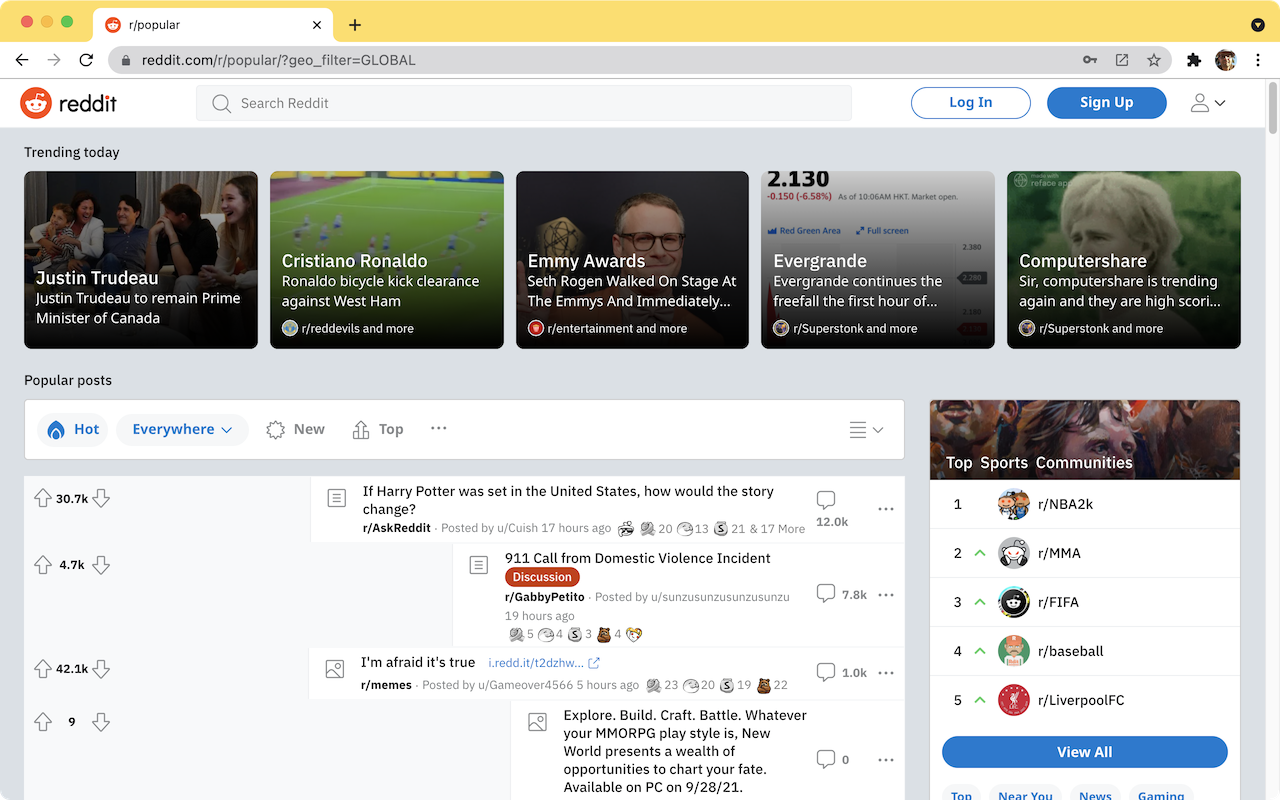 r/popular
reddit.com/r/popular/?geo_filter=GLOBAL
reddit
Search Reddit
Log In
Sign Up
Trending today
Justin Trudeau
Justin Trudeau to remain Prime
Minister of Canada
Cristiano Ronaldo
Ronaldo bicycle kick clearance
against West Ham
r/reddevils and more
Emmy Awards
Seth Rogen Walked On Stage At
The Emmys And Immediately...
r/entertainment and more
2.130
-0.150 (-6.58%) As of 10:06AM HKT. Market open.
Red Green Area Full screen
2.380
2.280
2.180
Evergrande
Evergrande continues the
freefall the first hour of...
r/Superstonk and more
made with
reface app
Computershare
Sir, computershare is trending
again and they are high scori...
r/Superstonk and more
Popular posts
Hot
Everywhere
New
Top
30.7k
If Harry Potter was set in the United States, how would the story
change?
r/AskReddit · Posted by u/Cuish 17 hours ago 20 13 21 & 17 More
12.0k
4.7k
911 Call from Domestic Violence Incident
Discussion
r/GabbyPetito · Posted by u/sunzusunzusunzusunzu
19 hours ago
5 4 3 4
7.8k
42.1k
I'm afraid it's true i.redd.it/t2dzhw...
r/memes · Posted by u/Gameover4566 5 hours ago 23 20 19 22
1.0k
9
Explore. Build. Craft. Battle. Whatever
your MMORPG play style is, New
World presents a wealth of
opportunities to chart your fate.
Available on PC on 9/28/21.
0
Top Sports Communities
1 r/NBA2k
2 r/MMA
3 r/FIFA
4 r/baseball
5 r/LiverpoolFC
View All
Top Near You News Gaming